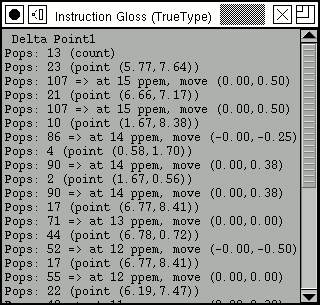 Instruction Gloss (TrueType)
Delta Point1
Pops: 13 (count)
Pops: 23 (point (5.77,7.64))
Pops: 107 => at 15 ppem, move (0.00,0.50)
Pops: 21 (point (6.66,7.17))
Pops: 107 => at 15 ppem, move (0.00,0.50)
Pops: 10 (point (1.67,8.38))
Pops: 86 => at 14 ppem, move (-0.00,-0.25)
Pops: 4 (point (0.58,1.70))
Pops: 90 => at 14 ppem, move (0.00,0.38)
Pops: 2 (point (1.67,0.56))
Pops: 90 => at 14 ppem, move (0.00,0.38)
Pops: 17 (point (6.77,8.41))
Pops: 71 => at 13 ppem, move (0.00,0.00)
Pops: 44 (point (6.78,0.72))
Pops: 52 => at 12 ppem, move (-0.00,-0.50)
Pops: 17 (point (6.77,8.41))
Pops: 55 => at 12 ppem, move (0.00,0.00)
Pops: 22 (point (6.19,7.47))